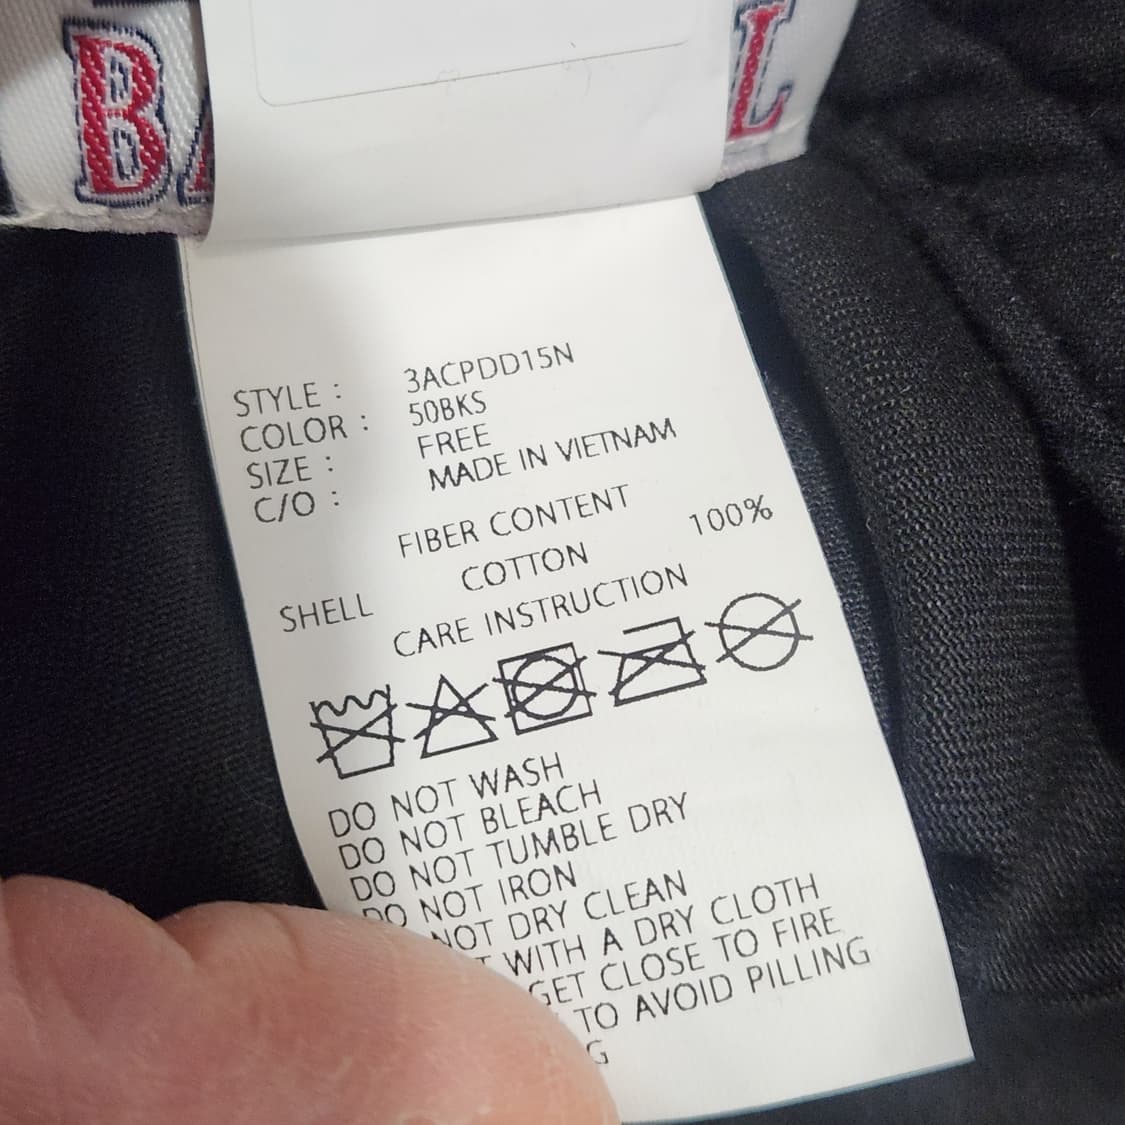 B L
STYLE : 3ACPDD15N
COLOR : 50BKS
SIZE : FREE
C/O : MADE IN VIETNAM
FIBER CONTENT
SHELL COTTON 100%
CARE INSTRUCTION
DO NOT WASH
DO NOT BLEACH
DO NOT TUMBLE DRY
DO NOT IRON
NOT DRY CLEAN
WITH A DRY CLOTH
GET CLOSE TO FIRE
TO AVOID PILLING
G